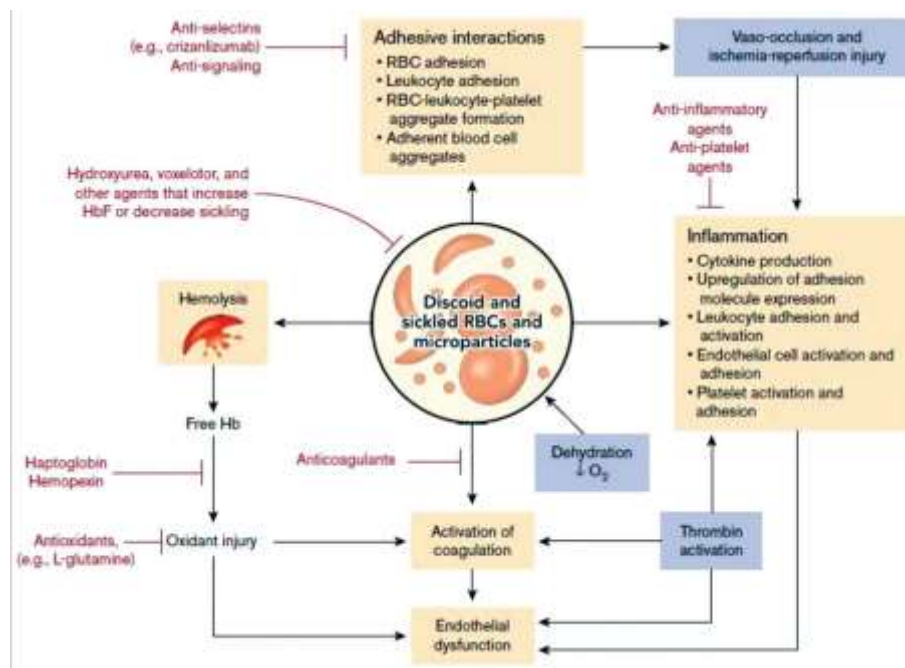 Anti-selectins
(e.g., crizanlizumab)
Anti-signaling
Adhesive interactions
• RBC adhesion
• Leukocyte adhesion
• RBC-leukocyte-platelet
aggregate formation
• Adherent blood cell
aggregates
Vaso-occlusion and
ischemia-reperfusion injury
Anti-inflammatory
agents
Anti-platelet
agents
Hydroxyurea, voxelotor, and
other agents that increase
HbF or decrease sickling
Inflammation
• Cytokine production
• Upregulation of adhesion
molecule expression
• Leukocyte adhesion and
activation
• Endothelial cell activation and
adhesion
• Platelet activation and
adhesion
Hemolysis
Discoid and
sickled RBCs and
microparticles
Free Hb
Haptoglobin
Hemopexin
Anticoagulants
Dehydration
↓ O₂
Antioxidants,
(e.g., L-glutamine)
Oxidant injury
Activation of
coagulation
Thrombin
activation
Endothelial
dysfunction